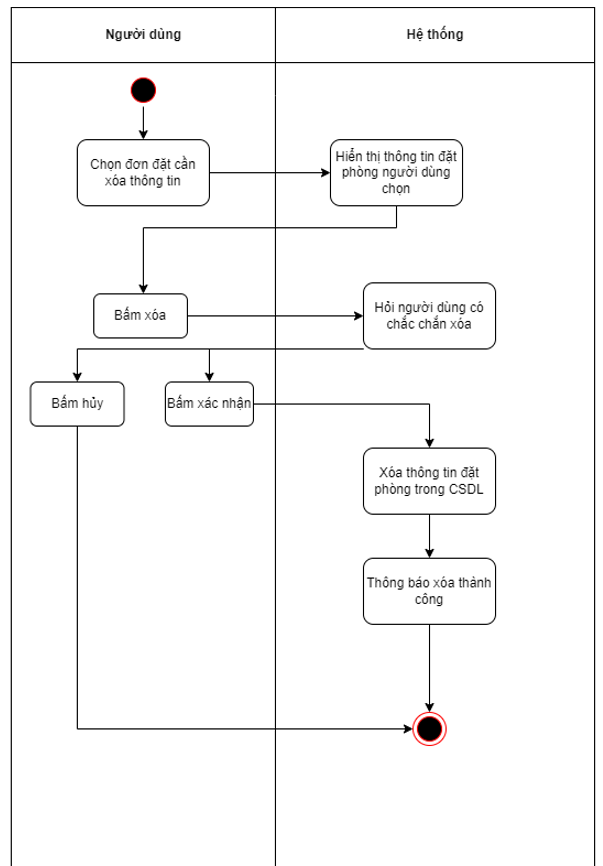 Người dùng
Hệ thống
Chọn đơn đặt cần
xóa thông tin
Hiển thị thông tin đặt
phòng người dùng
chọn
Bấm xóa
Hỏi người dùng có
chắc chắn xóa
Bấm hủy
Bấm xác nhận
Xóa thông tin đặt
phòng trong CSDL
Thông báo xóa thành
công